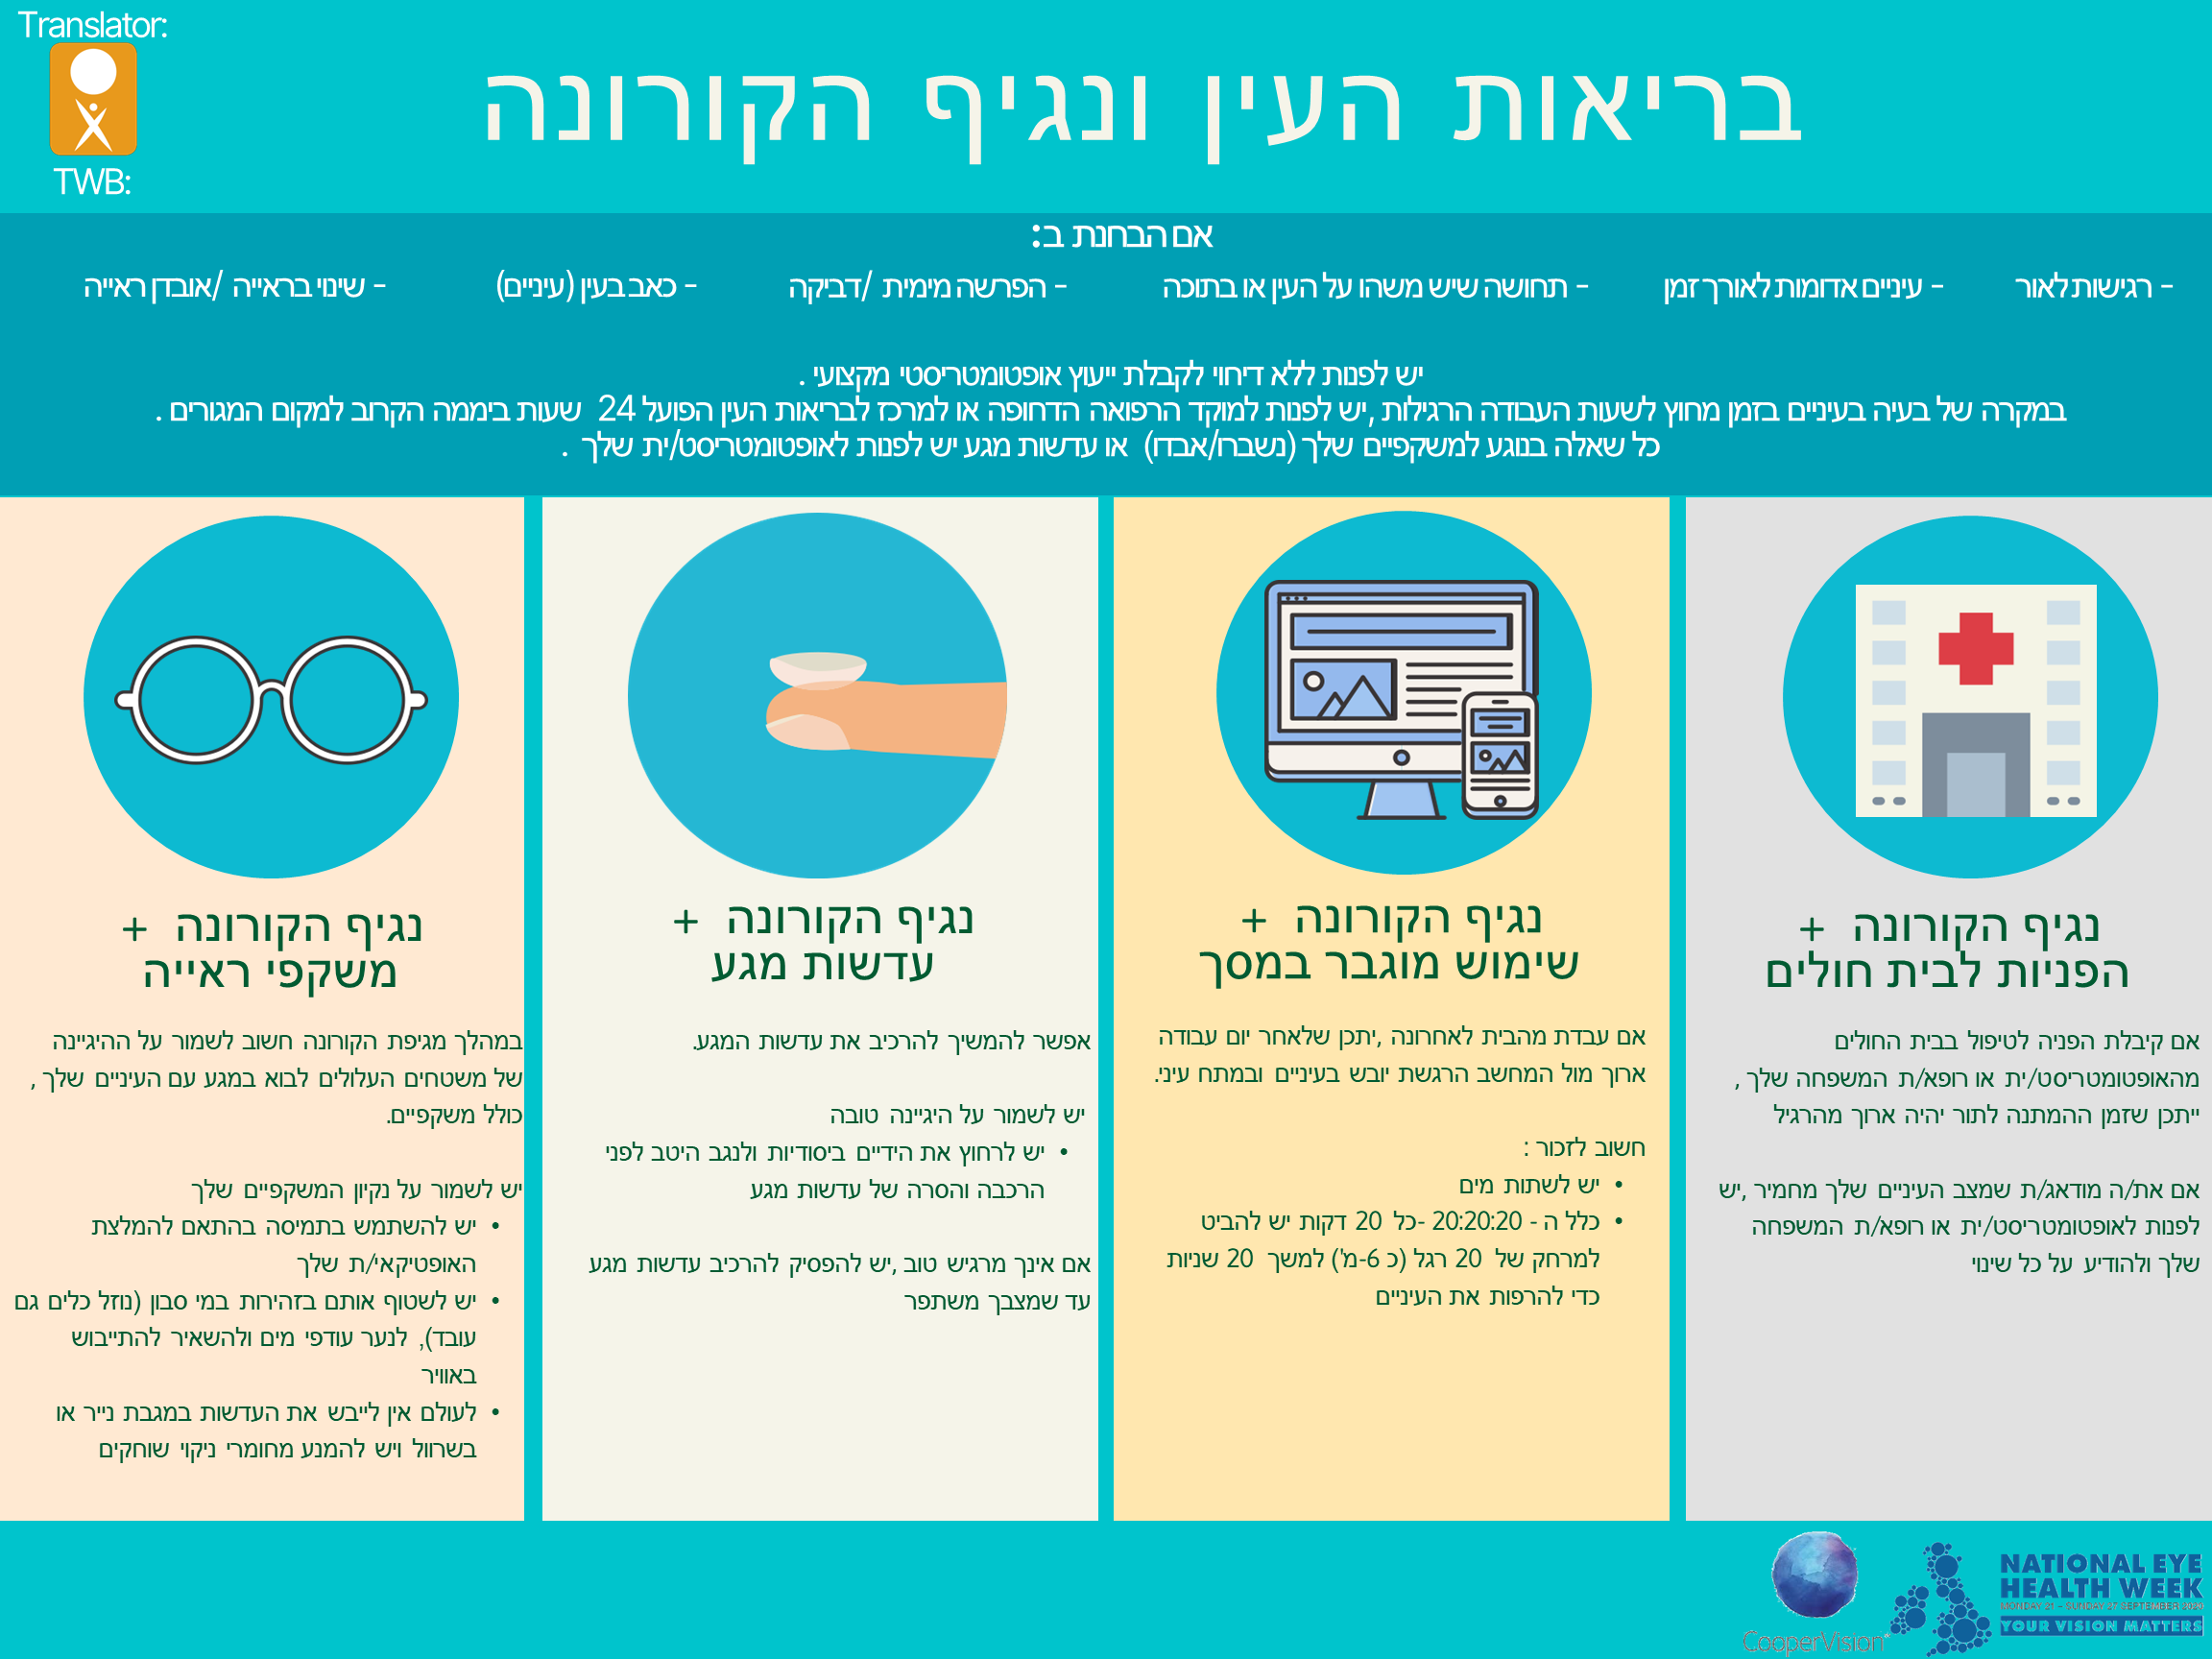 Translator:
TWB:
בריאות העין ונגיף הקורונה
אם הבחנת ב:
- רגישות לאור
- עיניים אדומות לאורך זמן
- תחושה שיש משהו על העין או בתוכה
- הפרשה מימית /דביקה
- כאב בעין (עיניים)
- שינוי בראייה /אובדן ראייה
יש לפנות ללא דיחוי לקבלת ייעוץ אופטומטריסטי מקצועי .
במקרה של בעיה בעיניים בזמן מחוץ לשעות העבודה הרגילות ,יש לפנות למוקד הרפואה הדחופה או למרכז לבריאות העין הפועל 24 שעות ביממה הקרוב למקום המגורים .
כל שאלה בנוגע למשקפיים שלך (נשברו/אבדו) או עדשות מגע יש לפנות לאופטומטריסט/ית שלך .
נגיף הקורונה +
הפניות לבית חולים
אם קיבלת הפניה לטיפול בבית החולים
מהאופטומטריסט/ית או רופא/ת המשפחה שלך ,
ייתכן שזמן ההמתנה לתור יהיה ארוך מהרגיל
אם את/ה מודאג/ת שמצב העיניים שלך מחמיר ,יש
לפנות לאופטומטריסט/ית או רופא/ת המשפחה
שלך ולהודיע על כל שינוי
נגיף הקורונה +
שימוש מוגבר במסך
אם עבדת מהבית לאחרונה ,יתכן שלאחר יום עבודה
ארוך מול המחשב הרגשת יובש בעיניים ובמתח עיני.
חשוב לזכור :
• יש לשתות מים
• כלל ה - 20:20:20 -כל 20 דקות יש להביט
למרחק של 20 רגל (כ 6-מ') למשך 20 שניות
כדי להרפות את העיניים
נגיף הקורונה +
עדשות מגע
אפשר להמשיך להרכיב את עדשות המגע.
יש לשמור על היגיינה טובה
• יש לרחוץ את הידיים ביסודיות ולנגב היטב לפני
הרכבה והסרה של עדשות מגע
אם אינך מרגיש טוב ,יש להפסיק להרכיב עדשות מגע
עד שמצבך משתפר
נגיף הקורונה +
משקפי ראייה
במהלך מגיפת הקורונה חשוב לשמור על ההיגיינה
של משטחים העלולים לבוא במגע עם העיניים שלך ,
כולל משקפיים.
יש לשמור על נקיון המשקפיים שלך
• יש להשתמש בתמיסה בהתאם להמלצת
האופטיקאי/ת שלך
• יש לשטוף אותם בזהירות במי סבון (נוזל כלים גם
עובד), לנער עודפי מים ולהשאיר להתייבוש
באוויר
• לעולם אין לייבש את העדשות במגבת נייר או
בשרוול ויש להמנע מחומרי ניקוי שוחקים
CooperVision
NATIONAL EYE
HEALTH WEEK
MONDAY 21 – SUNDAY 27 SEPTEMBER 2020
YOUR VISION MATTERS